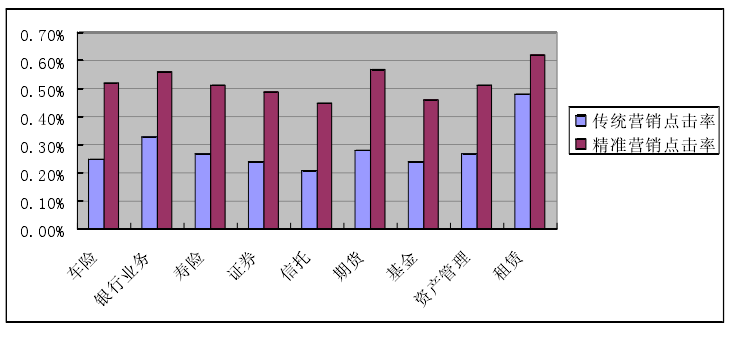 0.70%
0.60%
0.50%
0.40%
0.30%
0.20%
0.10%
0.00%
车险
银行业务
寿险
证券
信托
期货
基金
资产管理
租赁
传统营销点击率
精准营销点击率